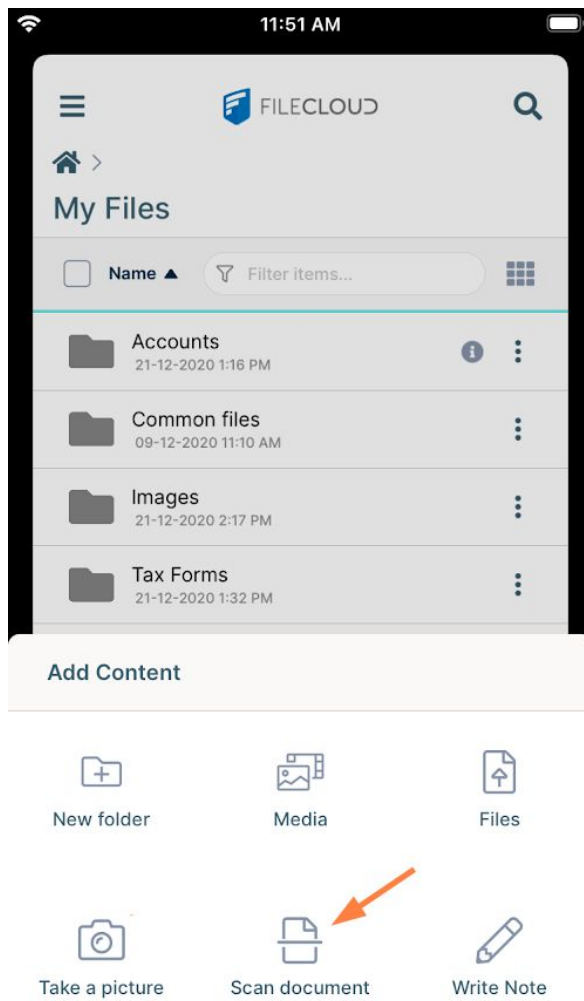 11:51 AM
FILECLOUD
My Files
Name
Filter items...
Accounts
21-12-2020 1:16 PM
Common files
09-12-2020 11:10 AM
Images
21-12-2020 2:17 PM
Tax Forms
21-12-2020 1:32 PM
Add Content
New folder
Media
Files
Take a picture
Scan document
Write Note